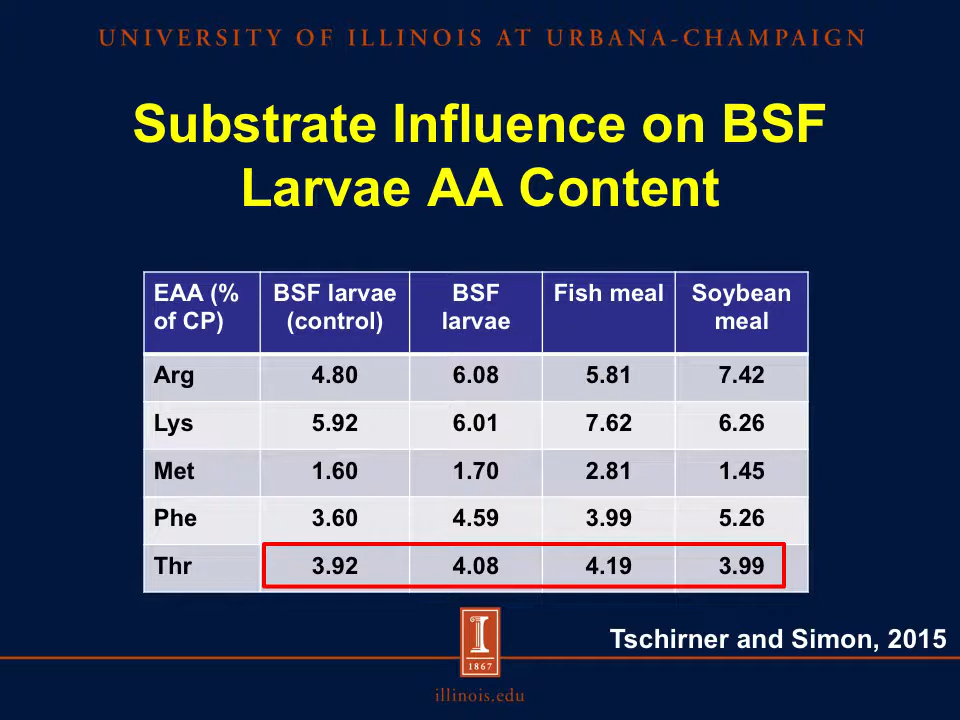 UNIVERSITY OF ILLINOIS AT URBANA-CHAMPAIGN
Substrate Influence on BSF
Larvae AA Content
EAA (% of CP) BSF larvae (control) BSF larvae Fish meal Soybean meal
Arg 4.80 6.08 5.81 7.42
Lys 5.92 6.01 7.62 6.26
Met 1.60 1.70 2.81 1.45
Phe 3.60 4.59 3.99 5.26
Thr 3.92 4.08 4.19 3.99
Tschirner and Simon, 2015
I
1867
illinois.edu